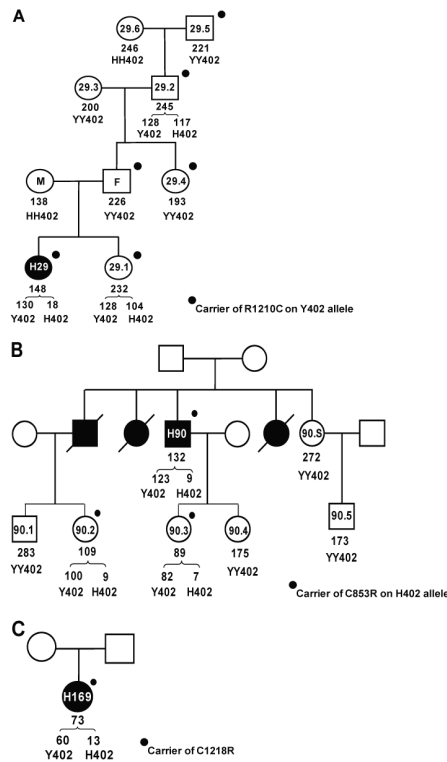 A
29.6 29.5
246 221
HH402 YY402
29.3 29.2
200 245
YY402
128 117
Y402 H402
M F 29.4
138 226 193
HH402 YY402 YY402
H29 29.1
148 232
130 18 128 104
Y402 H402 Y402 H402
Carrier of R1210C on Y402 allele
B
H90 90.S
132 272
YY402
123 9
Y402 H402
90.1 90.2 90.3 90.4 90.5
283 109 89 175 173
YY402 YY402 YY402
100 9 82 7
Y402 H402 Y402 H402
Carrier of C853R on H402 allele
C
H169
73
60 13
Y402 H402
Carrier of C1218R